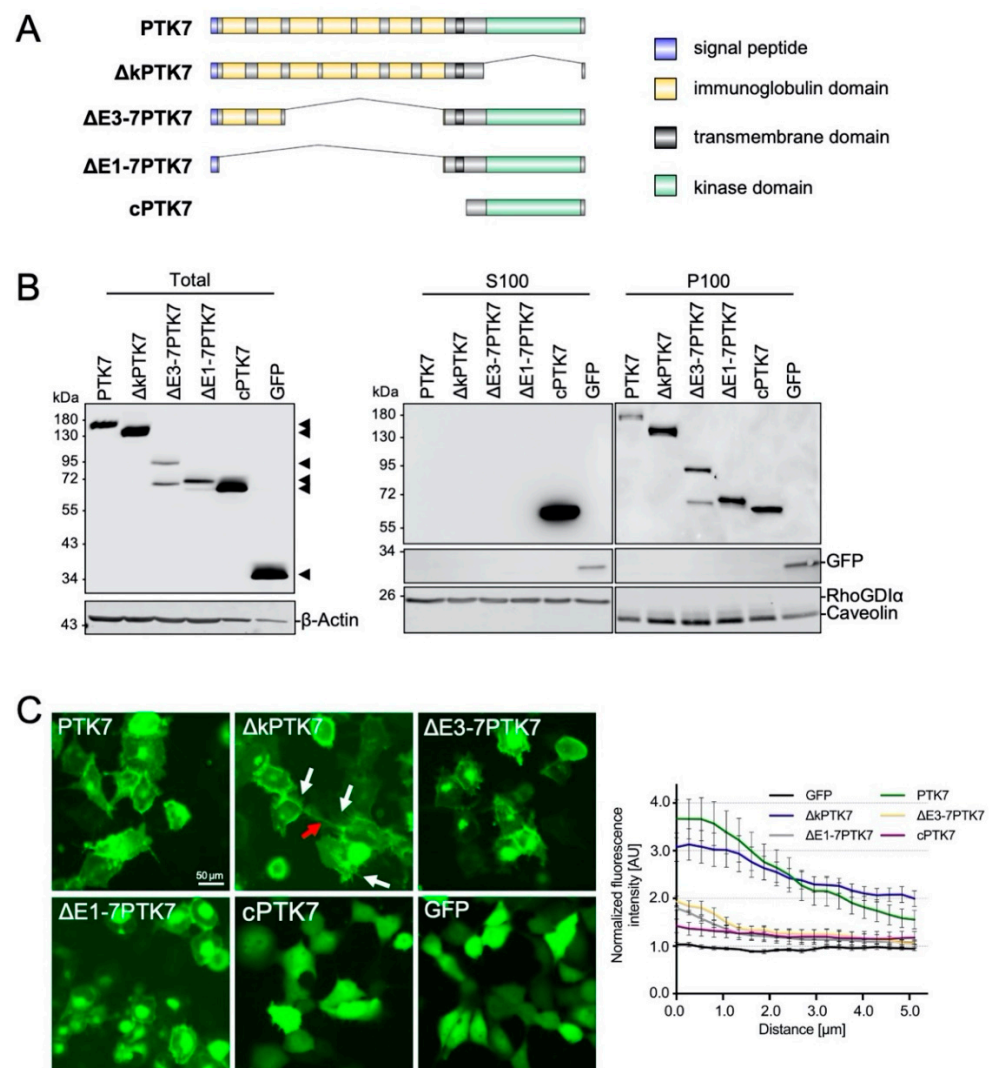 A
PTK7
ΔkPTK7
ΔE3-7PTK7
ΔE1-7PTK7
cPTK7
signal peptide
immunoglobulin domain
transmembrane domain
kinase domain
B
Total
PTK7
ΔkPTK7
ΔE3-7PTK7
ΔE1-7PTK7
cPTK7
GFP
kDa
180
130
95
72
55
43
34
43
β-Actin
S100
PTK7
ΔkPTK7
ΔE3-7PTK7
ΔE1-7PTK7
cPTK7
GFP
P100
PTK7
ΔkPTK7
ΔE3-7PTK7
ΔE1-7PTK7
cPTK7
GFP
kDa
180
130
95
72
55
34
26
GFP
RhoGDIα
Caveolin
C
PTK7
50 μm
ΔkPTK7
ΔE3-7PTK7
ΔE1-7PTK7
cPTK7
GFP
Normalized fluorescence
intensity [AU]
4.0
3.0
2.0
1.0
0.0
GFP
PTK7
ΔkPTK7
ΔE3-7PTK7
ΔE1-7PTK7
cPTK7
0.0 1.0 2.0 3.0 4.0 5.0
Distance [μm]